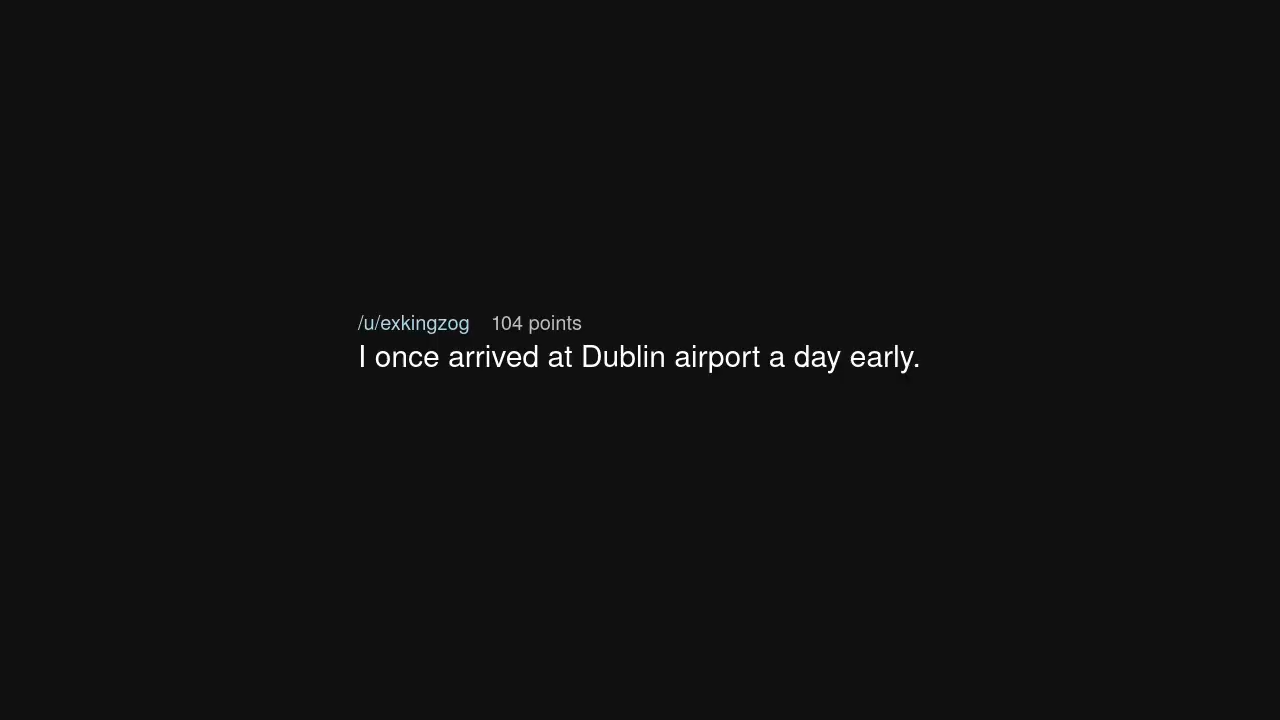 /u/exkingzog 104 points
I once arrived at Dublin airport a day early.